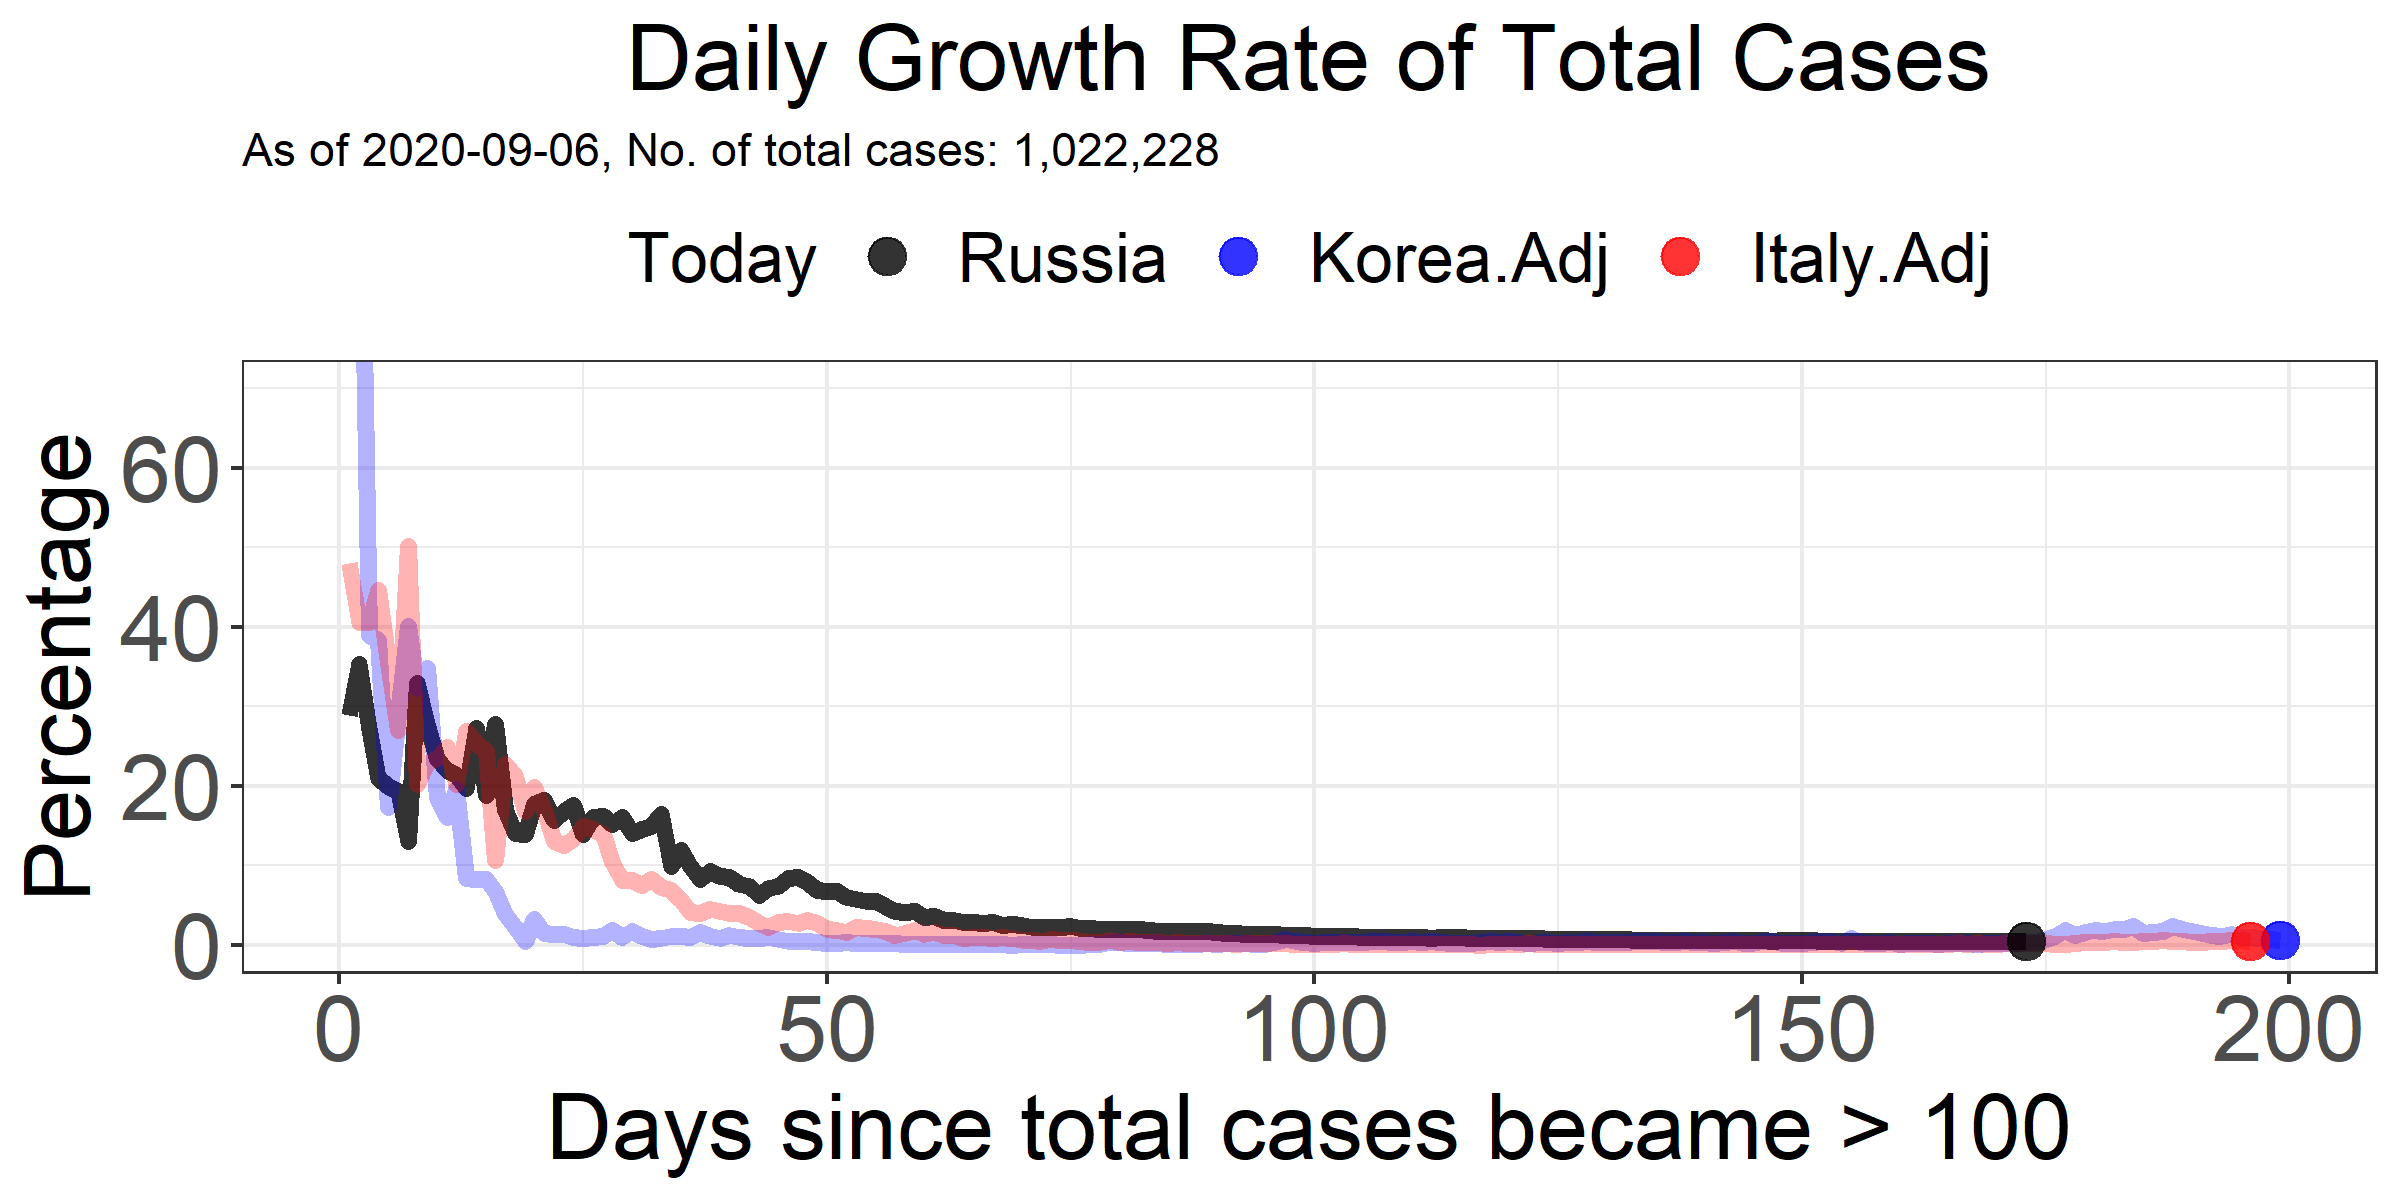 Daily Growth Rate of Total Cases
As of 2020-09-06, No. of total cases: 1,022,228
Today Russia Korea.Adj Italy.Adj
Percentage
60
40
20
0
0 50 100 150 200
Days since total cases became > 100